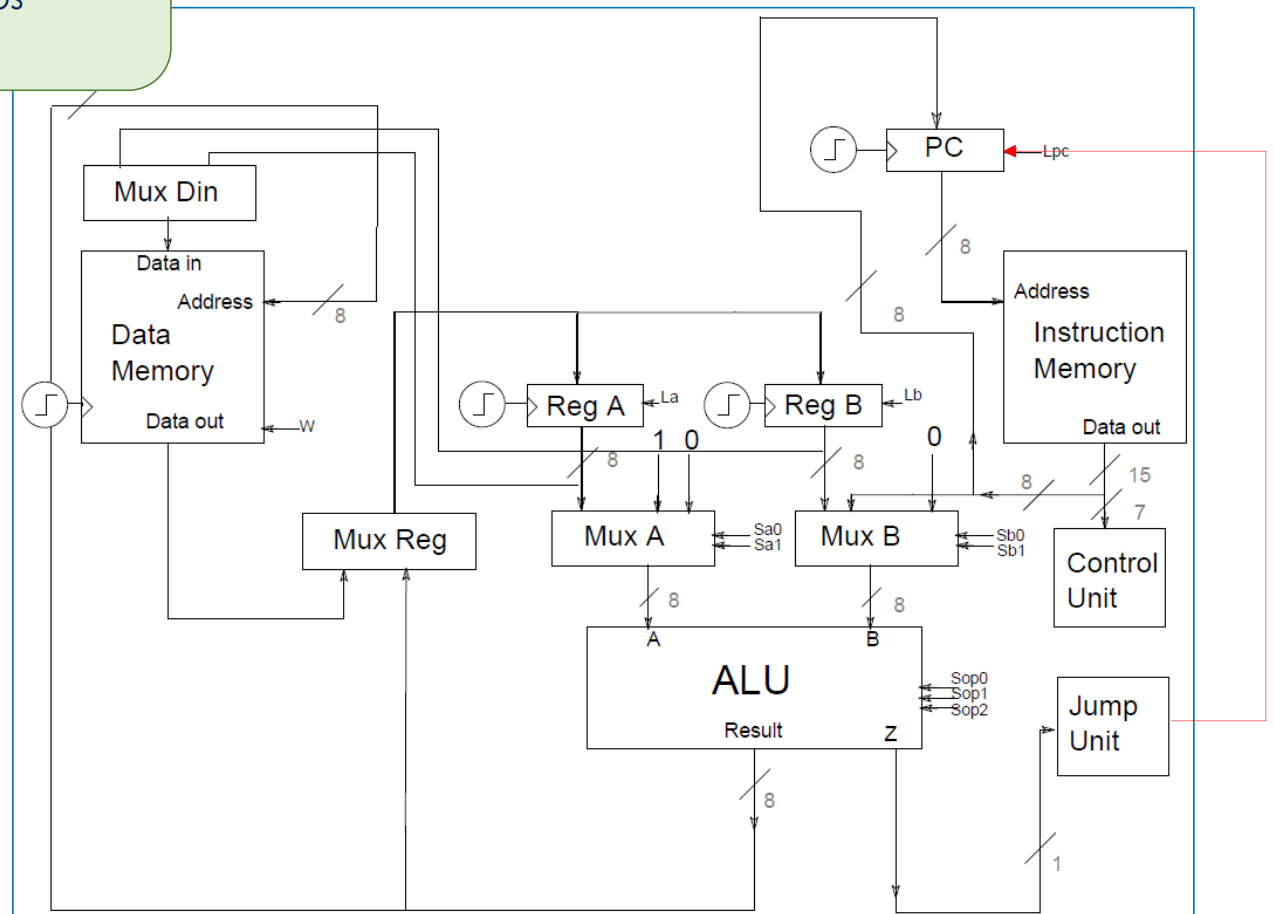 Mux Din
Data in
Address
8
Data
Memory
Data out
W
PC
Lpc
8
8
Address
Instruction
Memory
Data out
15
7
8
Reg A
La
Reg B
Lb
1 0
0
8
8
Mux Reg
Mux A
Sa0
Sa1
Mux B
Sb0
Sb1
Control
Unit
8
8
A
B
ALU
Sop0
Sop1
Sop2
Result
Z
Jump
Unit
8
1